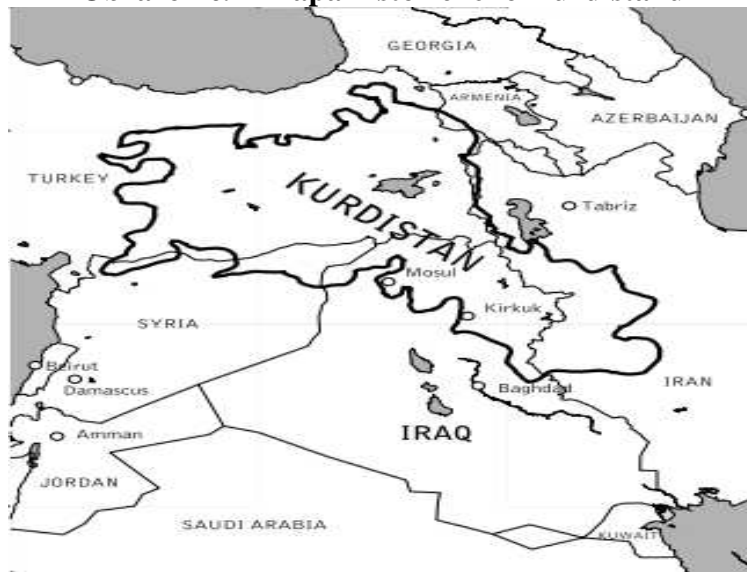 GEORGIA
ARMENIA
AZERBAIJAN
TURKEY
KURDISTAN
Tabriz
Mosul
Kirkuk
SYRIA
Beirut
Damascus
Baghdad
IRAN
Amman
IRAQ
JORDAN
SAUDI ARABIA
KUWAIT